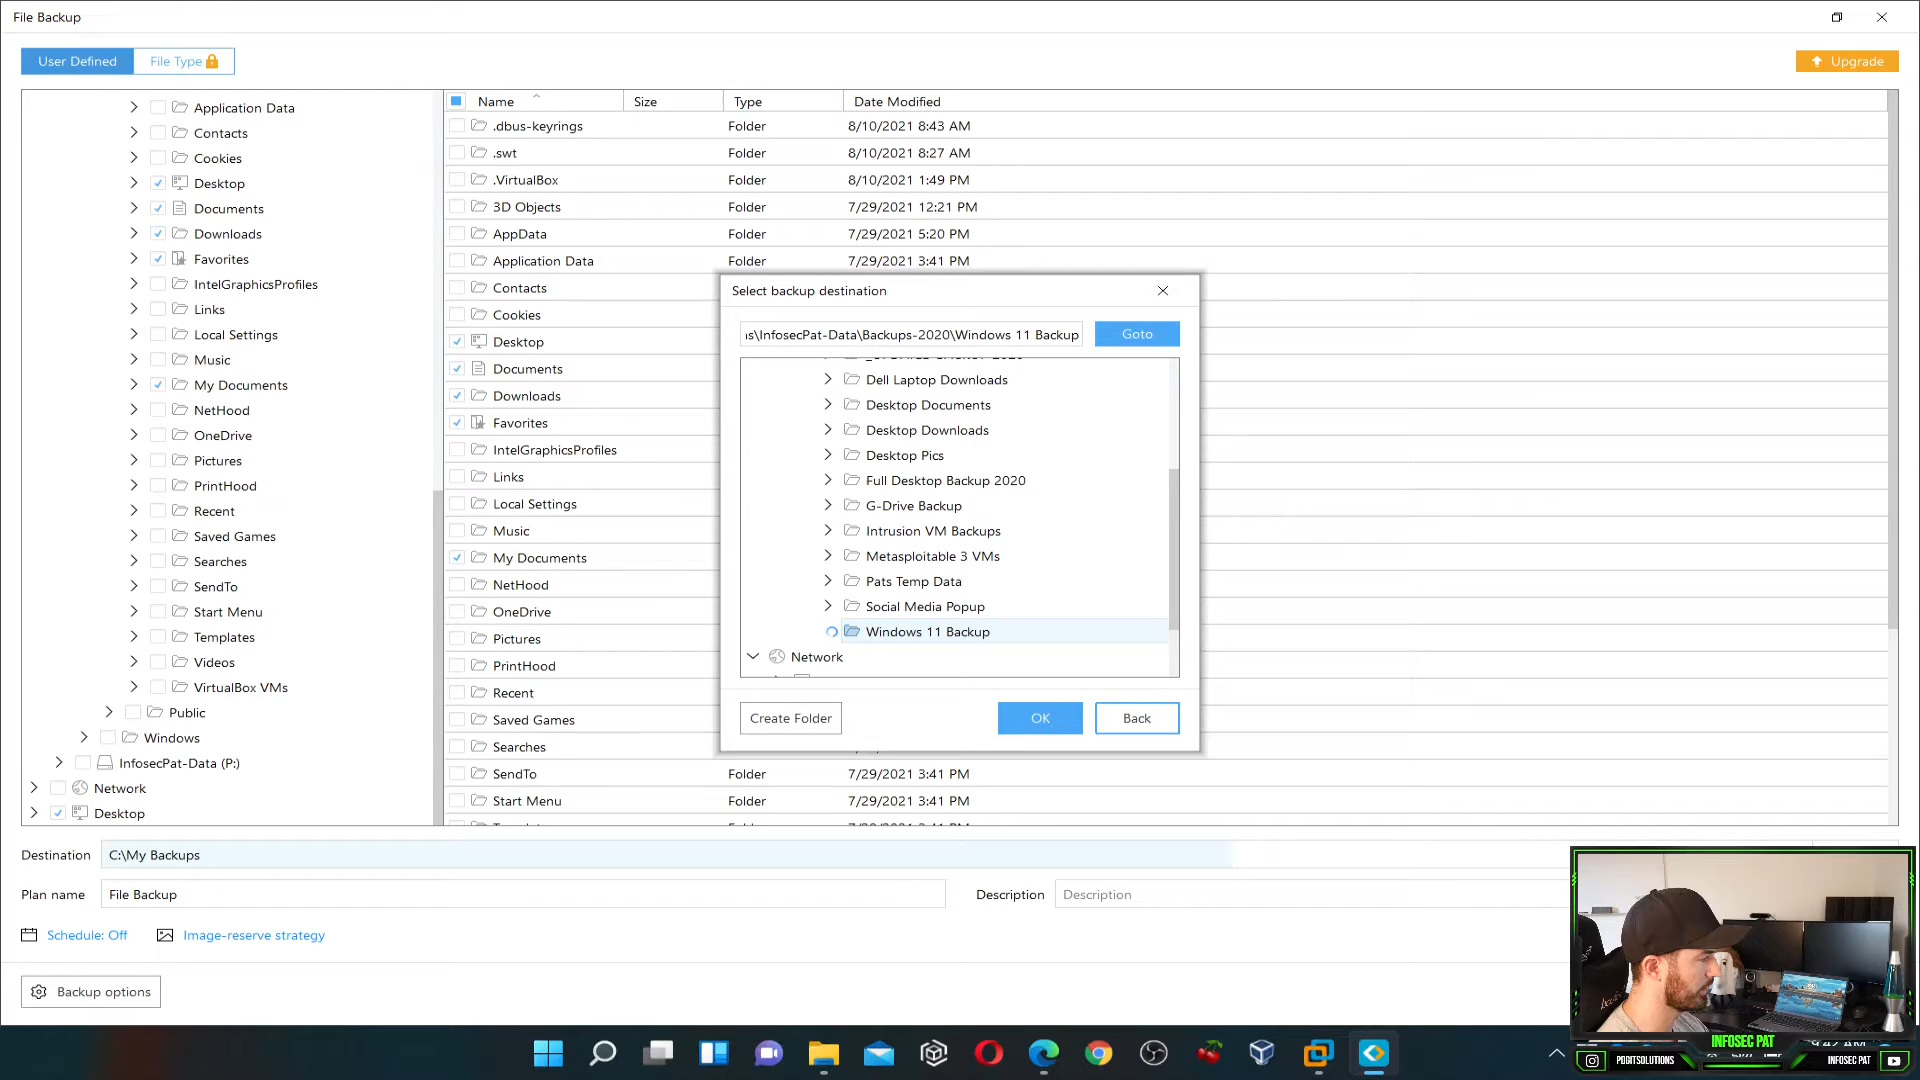 File Backup
User Defined
File Type
Upgrade
Application Data
Contacts
Cookies
Desktop
Documents
Downloads
Favorites
IntelGraphicsProfiles
Links
Local Settings
Music
My Documents
NetHood
OneDrive
Pictures
PrintHood
Recent
Saved Games
Searches
SendTo
Start Menu
Templates
Videos
VirtualBox VMs
Public
Windows
InfosecPat-Data (P:)
Network
Desktop
Name Size Type Date Modified
.dbus-keyrings Folder 8/10/2021 8:43 AM
.swt Folder 8/10/2021 8:27 AM
.VirtualBox Folder 8/10/2021 1:49 PM
3D Objects Folder 7/29/2021 12:21 PM
AppData Folder 7/29/2021 5:20 PM
Application Data Folder 7/29/2021 3:41 PM
Contacts
Cookies
Desktop
Documents
Downloads
Favorites
IntelGraphicsProfiles
Links
Local Settings
Music
My Documents
NetHood
OneDrive
Pictures
PrintHood
Recent
Saved Games
Searches
SendTo Folder 7/29/2021 3:41 PM
Start Menu Folder 7/29/2021 3:41 PM
Select backup destination
\InfosecPat-Data\Backups-2020\Windows 11 Backup
Goto
Dell Laptop Downloads
Desktop Documents
Desktop Downloads
Desktop Pics
Full Desktop Backup 2020
G-Drive Backup
Intrusion VM Backups
Metasploitable 3 VMs
Pats Temp Data
Social Media Popup
Windows 11 Backup
Network
Create Folder
OK
Back
Destination C:\My Backups
Plan name File Backup
Description Description
Schedule: Off
Image-reserve strategy
Backup options
INFOSEC PAT
PODITSOLUTIONS
INFOSEC PAT